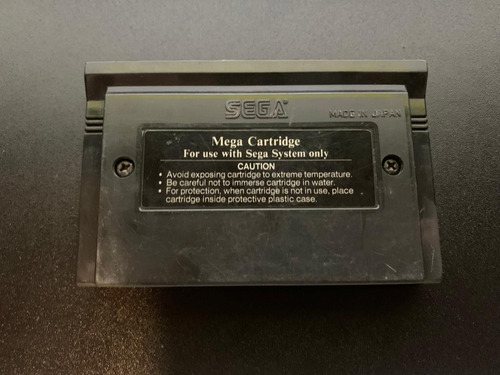 SEGA
MADE IN JAPAN
Mega Cartridge
For use with Sega System only
CAUTION
• Avoid exposing cartridge to extreme temperature.
• Be careful not to immerse cartridge in water.
• For protection, when cartridge is not in use, place
cartridge inside protective plastic case.